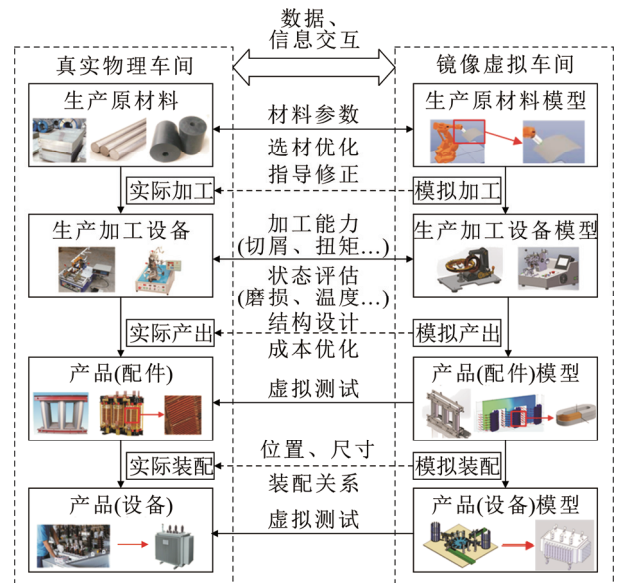 数据、
信息交互
真实物理车间
镜像虚拟车间
生产原材料
生产原材料模型
材料参数
选材优化
指导修正
实际加工
模拟加工
生产加工设备
生产加工设备模型
加工能力
(切屑、扭矩…)
状态评估
(磨损、温度…)
结构设计
实际产出
模拟产出
成本优化
产品(配件)
产品(配件)模型
虚拟测试
位置、尺寸
实际装配
模拟装配
装配关系
产品(设备)
产品(设备)模型
虚拟测试